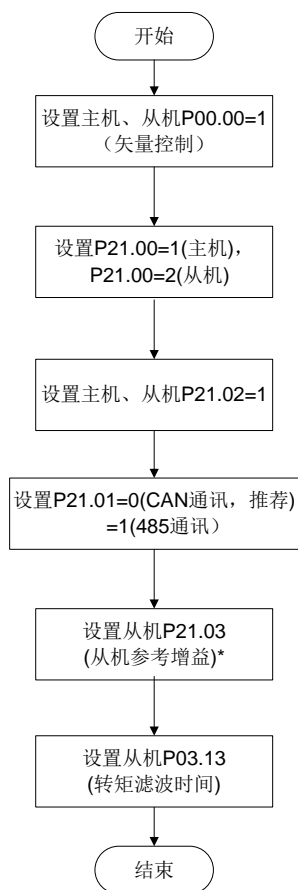 开始
设置主机、从机P00.00=1
（矢量控制）
设置P21.00=1(主机),
P21.00=2(从机)
设置主机、从机P21.02=1
设置P21.01=0(CAN通讯，推荐)
=1(485通讯）
设置从机P21.03
(从机参考增益)*
设置从机P03.13
(转矩滤波时间)
结束